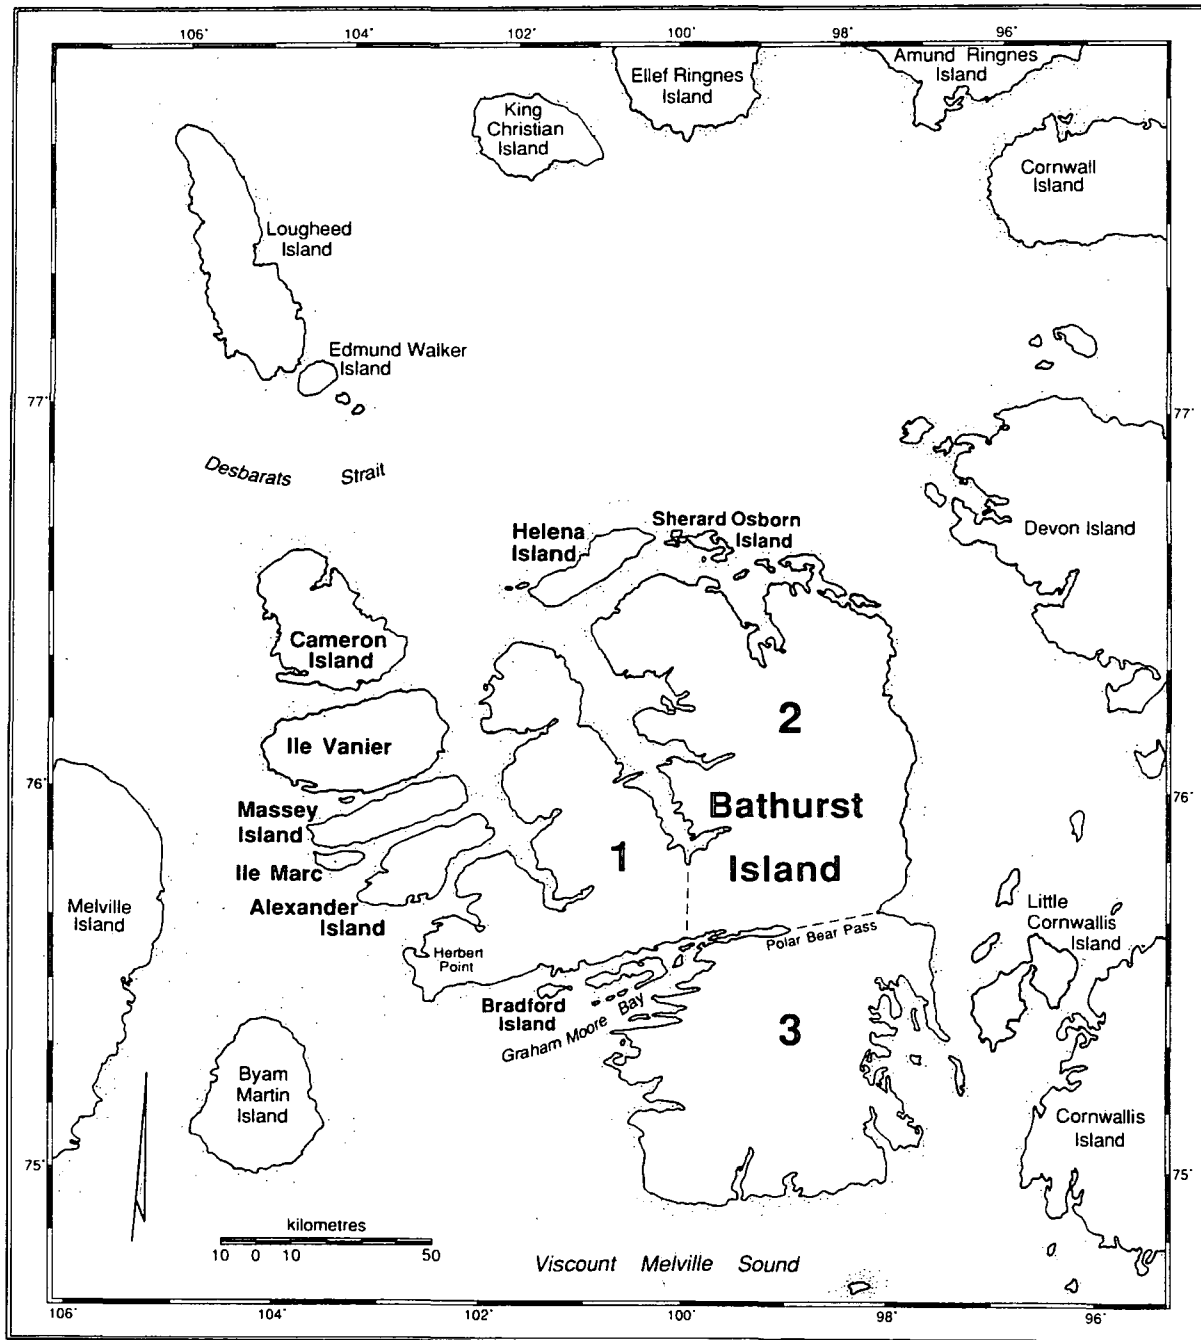 106°
104°
102°
100°
98°
96°
Ellef Ringnes
Island
Amund Ringnes
Island
King
Christian
Island
Cornwall
Island
Lougheed
Island
Edmund Walker
Island
77°
77°
Desbarats Strait
Helena
Island
Sherard Osborn
Island
Devon Island
Cameron
Island
2
Ile Vanier
76°
76°
Massey
Island
Bathurst
Island
1
Ile Marc
Alexander
Island
Melville
Island
Little
Cornwallis
Island
Herbert
Point
Polar Bear Pass
Bradford
Island
Graham Moore Bay
3
Byam
Martin
Island
Cornwallis
Island
75°
75°
kilometres
10 0 10 50
Viscount Melville Sound
106°
104°
102°
100°
98°
96°